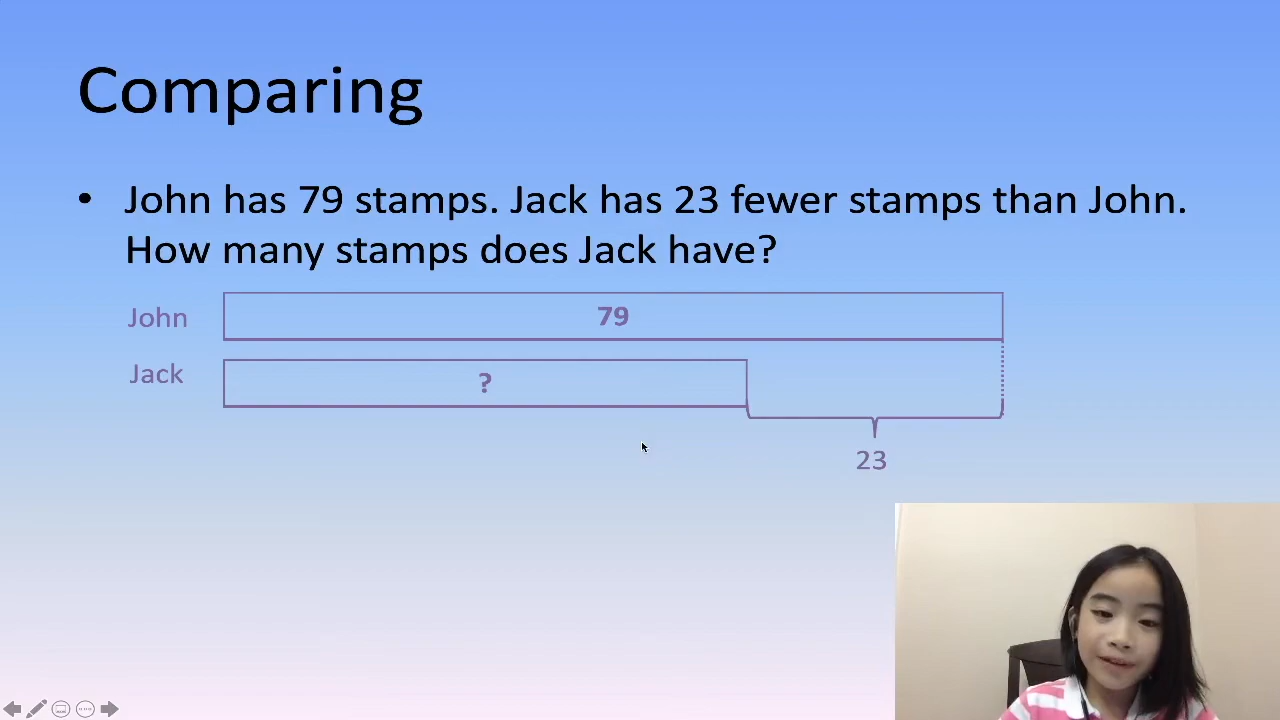 Comparing
• John has 79 stamps. Jack has 23 fewer stamps than John.
How many stamps does Jack have?
John 79
Jack ?
23